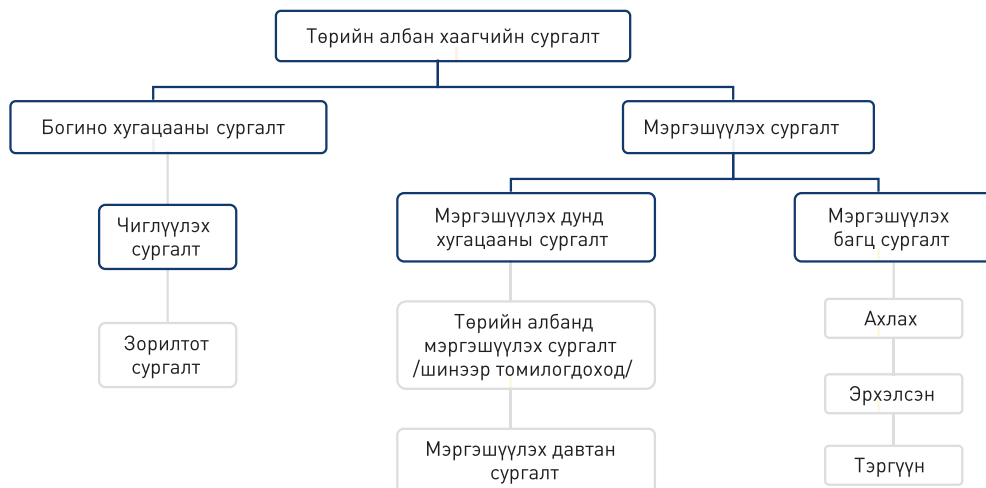 Төрийн албан хаагчийн сургалт
Богино хугацааны сургалт
Мэргэшүүлэх сургалт
Чиглүүлэх
сургалт
Зорилтот
сургалт
Мэргэшүүлэх дунд
хугацааны сургалт
Төрийн албанд
мэргэшүүлэх сургалт
/шинээр томилогдоход/
Мэргэшүүлэх давтан
сургалт
Мэргэшүүлэх
багц сургалт
Ахлах
Эрхэлсэн
Тэргүүн